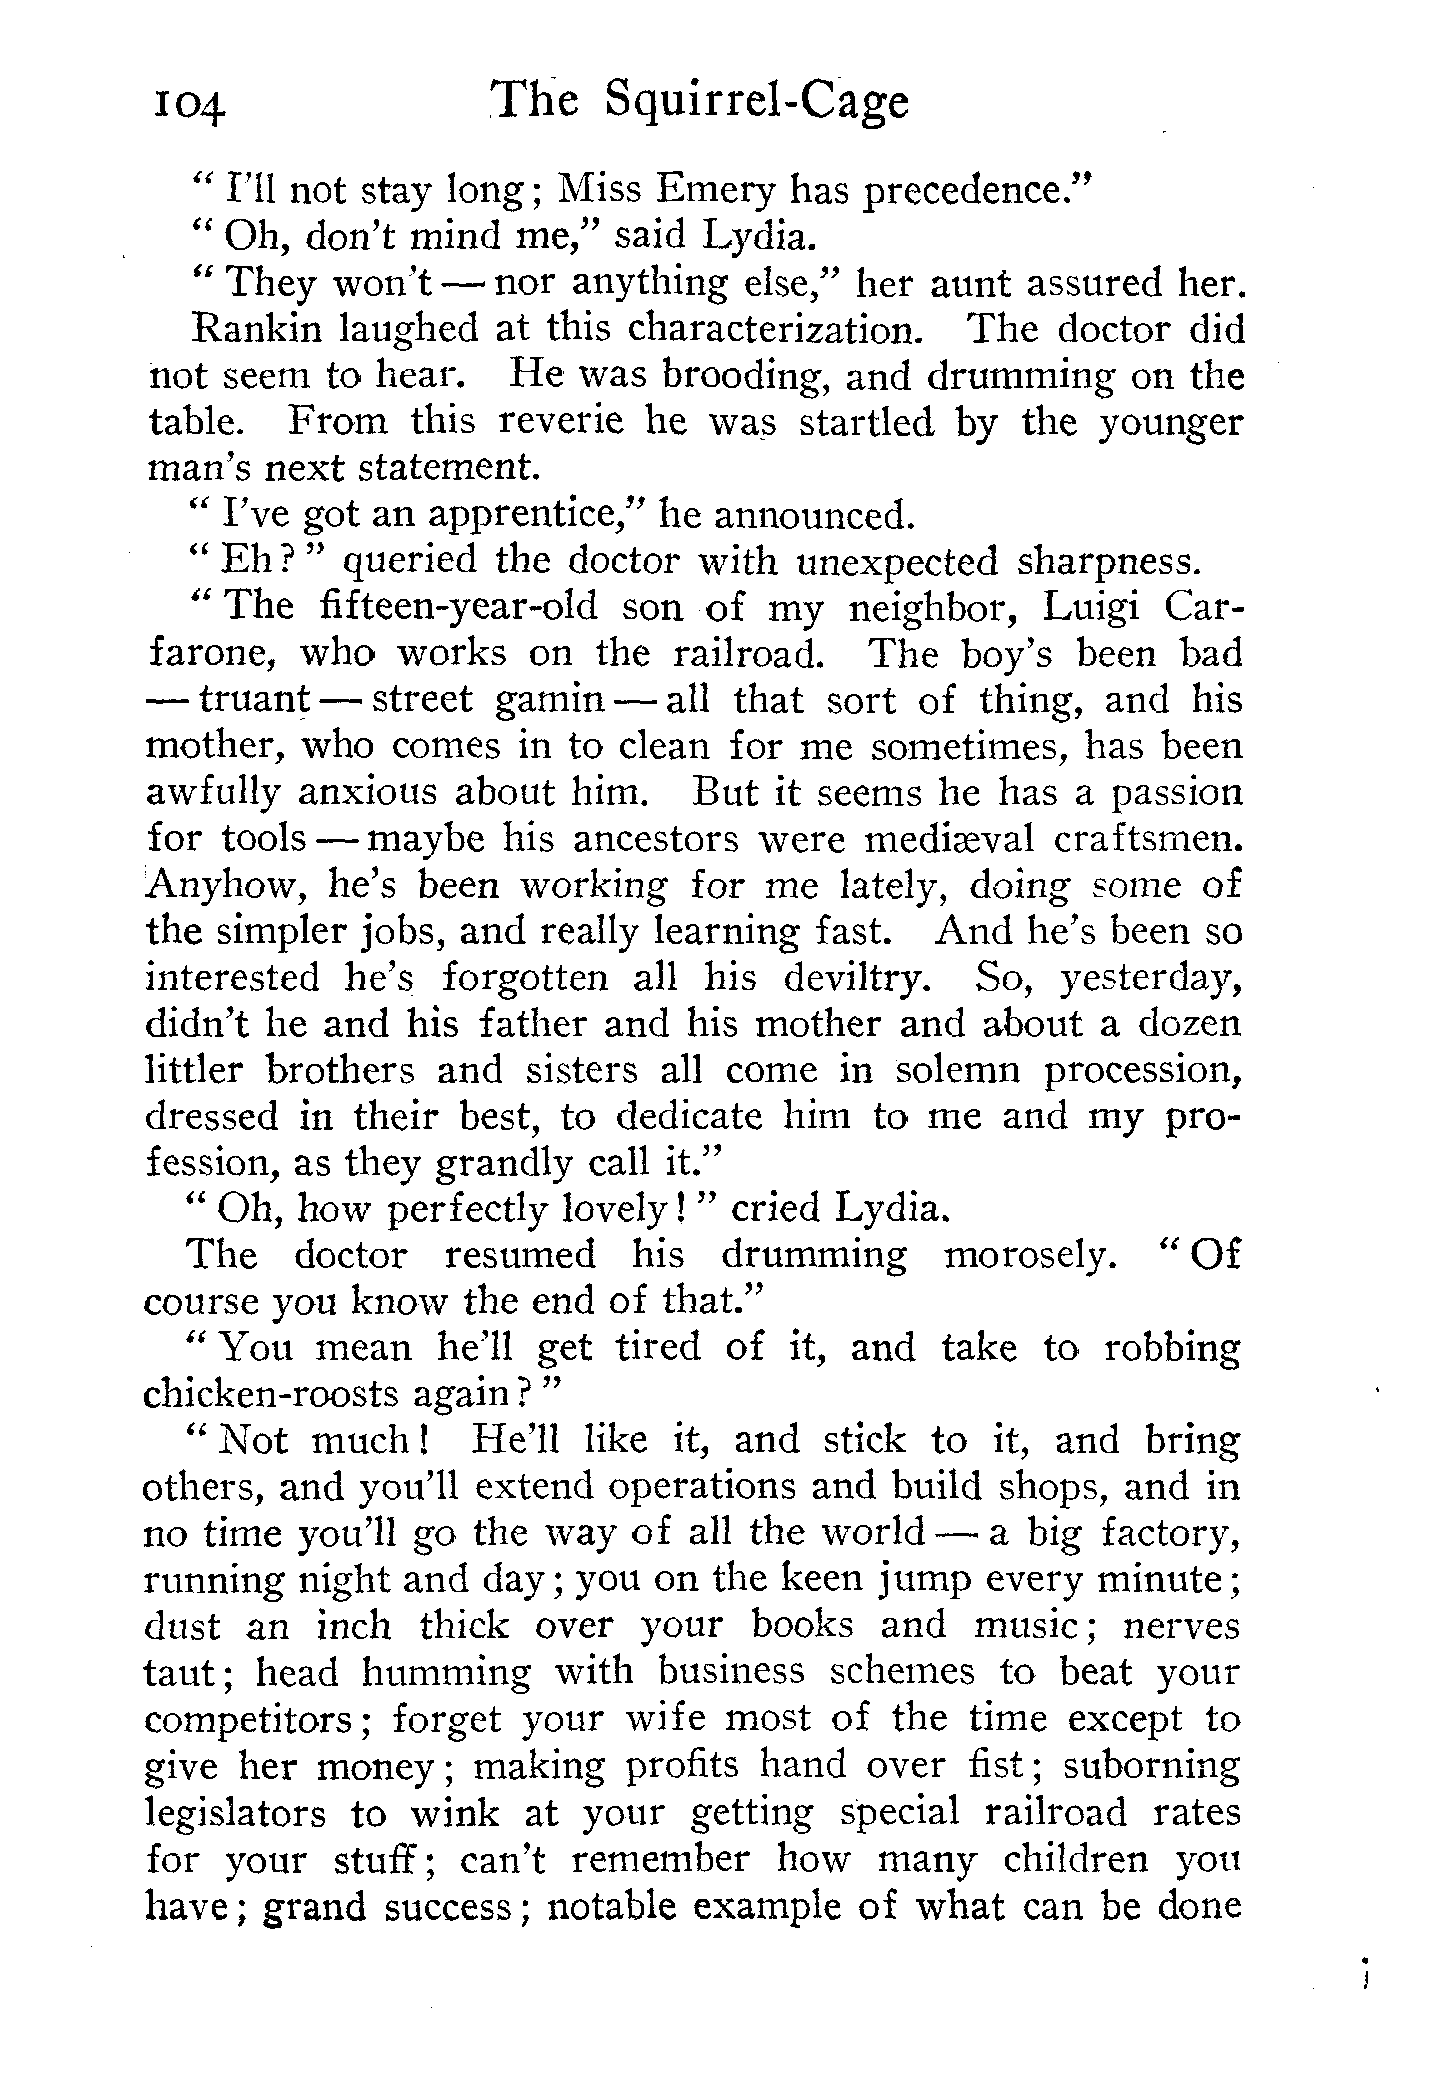 104 The Squirrel-Cage
" I'll not stay long; Miss Emery has precedence."
" Oh, don't mind me," said Lydia.
" They won't — nor anything else," her aunt assured her.
Rankin laughed at this characterization. The doctor did
not seem to hear. He was brooding, and drumming on the
table. From this reverie he was startled by the younger
man's next statement.
" I've got an apprentice," he announced.
" Eh? " queried the doctor with unexpected sharpness.
" The fifteen-year-old son of my neighbor, Luigi Car-
farone, who works on the railroad. The boy's been bad
— truant — street gamin — all that sort of thing, and his
mother, who comes in to clean for me sometimes, has been
awfully anxious about him. But it seems he has a passion
for tools — maybe his ancestors were mediæval craftsmen.
Anyhow, he's been working for me lately, doing some of
the simpler jobs, and really learning fast. And he's been so
interested he's forgotten all his deviltry. So, yesterday,
didn't he and his father and his mother and about a dozen
littler brothers and sisters all come in solemn procession,
dressed in their best, to dedicate him to me and my pro-
fession, as they grandly call it."
" Oh, how perfectly lovely! " cried Lydia.
The doctor resumed his drumming morosely. " Of
course you know the end of that."
" You mean he'll get tired of it, and take to robbing
chicken-roosts again? "
" Not much! He'll like it, and stick to it, and bring
others, and you'll extend operations and build shops, and in
no time you'll go the way of all the world — a big factory,
running night and day; you on the keen jump every minute;
dust an inch thick over your books and music; nerves
taut; head humming with business schemes to beat your
competitors; forget your wife most of the time except to
give her money; making profits hand over fist; suborning
legislators to wink at your getting special railroad rates
for your stuff; can't remember how many children you
have; grand success; notable example of what can be done